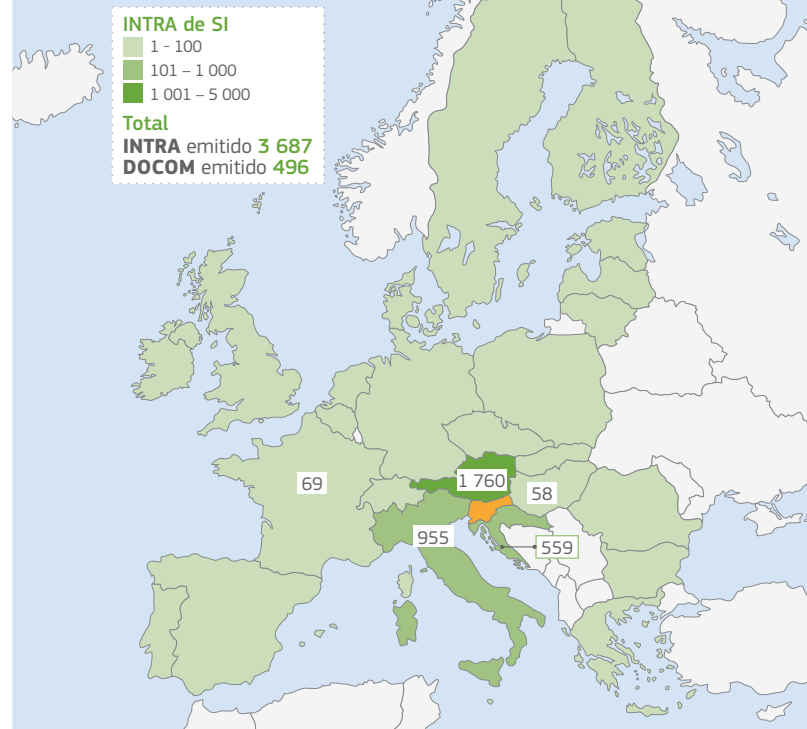 INTRA de SI
1 - 100
101 – 1 000
1 001 – 5 000
Total
INTRA emitido 3 687
DOCOM emitido 496
69
1 760
58
955
559